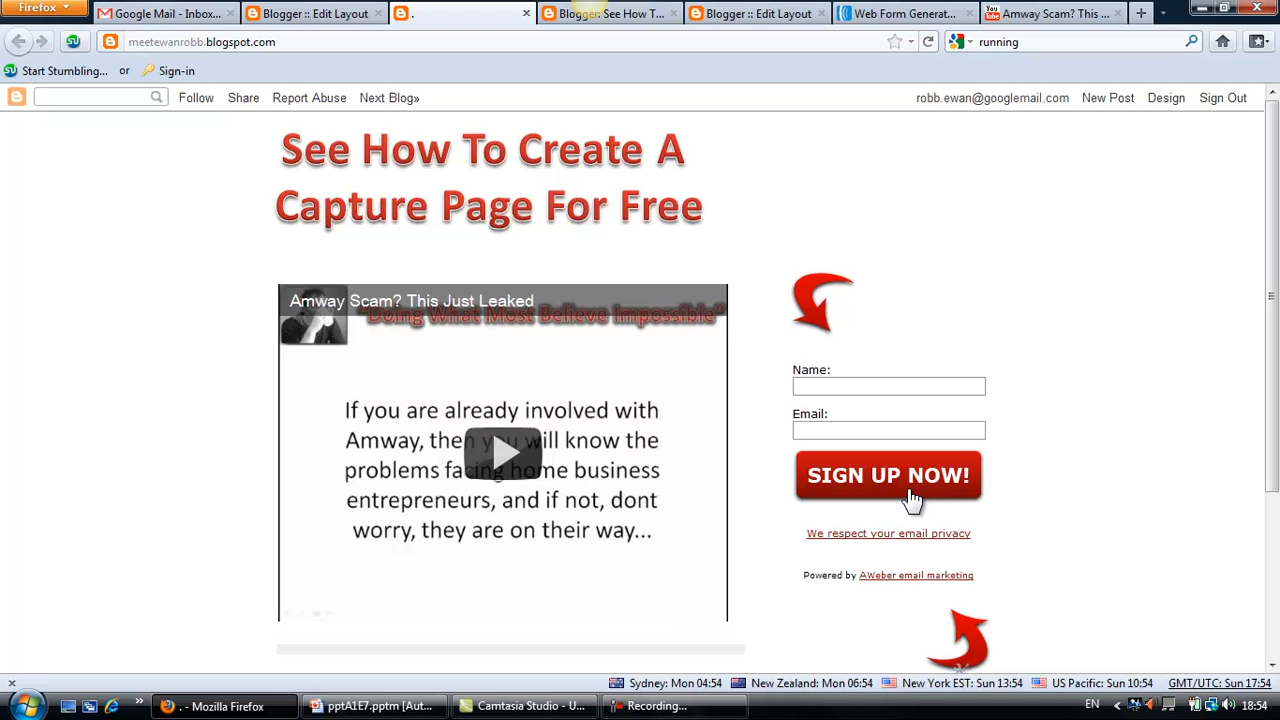 Firefox
Google Mail - Inbox...
Blogger :: Edit Layout
.
Blogger: See How T...
Blogger :: Edit Layout
Web Form Generat...
You Tube
Amway Scam? This ...
meetewanrobb.blogspot.com
running
Start Stumbling...
or
Sign-in
Follow
Share
Report Abuse
Next Blog»
robb.ewan@googlemail.com
New Post
Design
Sign Out
See How To Create A
Capture Page For Free
Amway Scam? This Just Leaked
"Doing What Most Believe Impossible"
If you are already involved with
Amway, then you will know the
problems facing home business
entrepreneurs, and if not, dont
worry, they are on their way...
Name:
Email:
SIGN UP NOW!
We respect your email privacy
Powered by AWeber email marketing
Sydney: Mon 04:54
New Zealand: Mon 06:54
New York EST: Sun 13:54
US Pacific: Sun 10:54
GMT/UTC: Sun 17:54
. - Mozilla Firefox
pptA1E7.pptm [Aut...
Camtasia Studio - U...
Recording...
EN
18:54